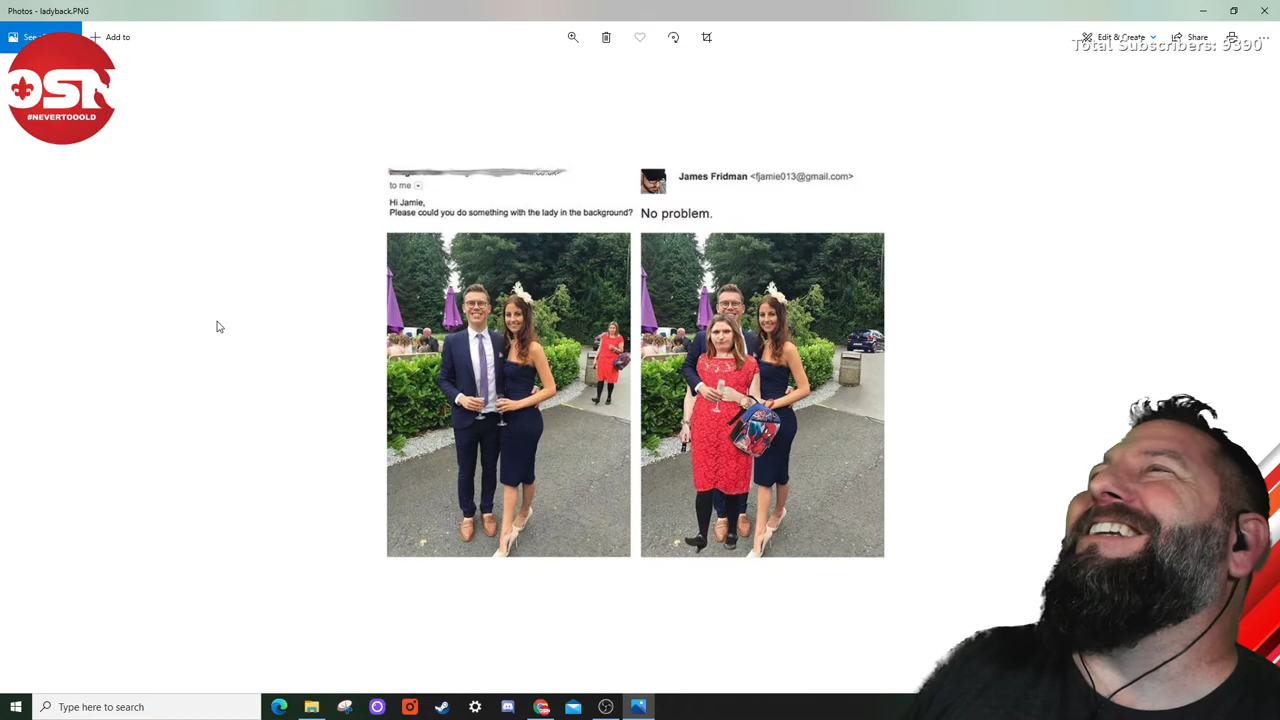 Photos - ladyback.PNG
See
Add to
Edit & Create
Share
Total Subscribers: 9390
OSN
#NEVERTOOOLD
to me
James Fridman <fjamie013@gmail.com>
Hi Jamie,
Please could you do something with the lady in the background?
No problem.
Type here to search